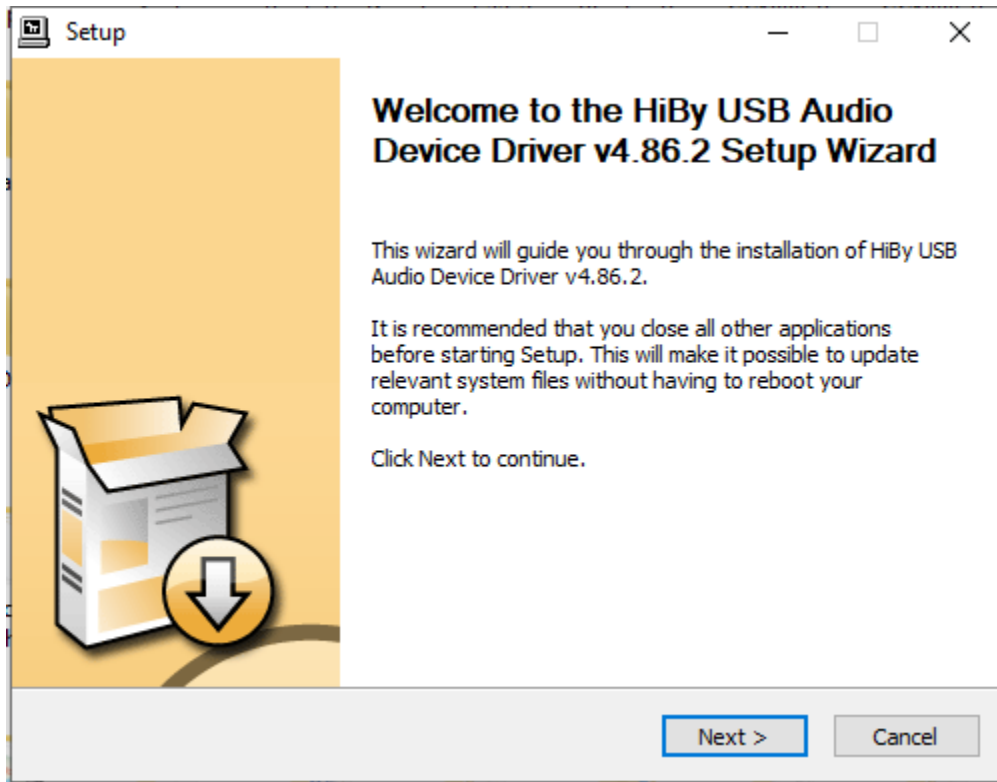 Setup
Welcome to the HiBy USB Audio
Device Driver v4.86.2 Setup Wizard
This wizard will guide you through the installation of HiBy USB
Audio Device Driver v4.86.2.
It is recommended that you close all other applications
before starting Setup. This will make it possible to update
relevant system files without having to reboot your
computer.
Click Next to continue.
Next >
Cancel